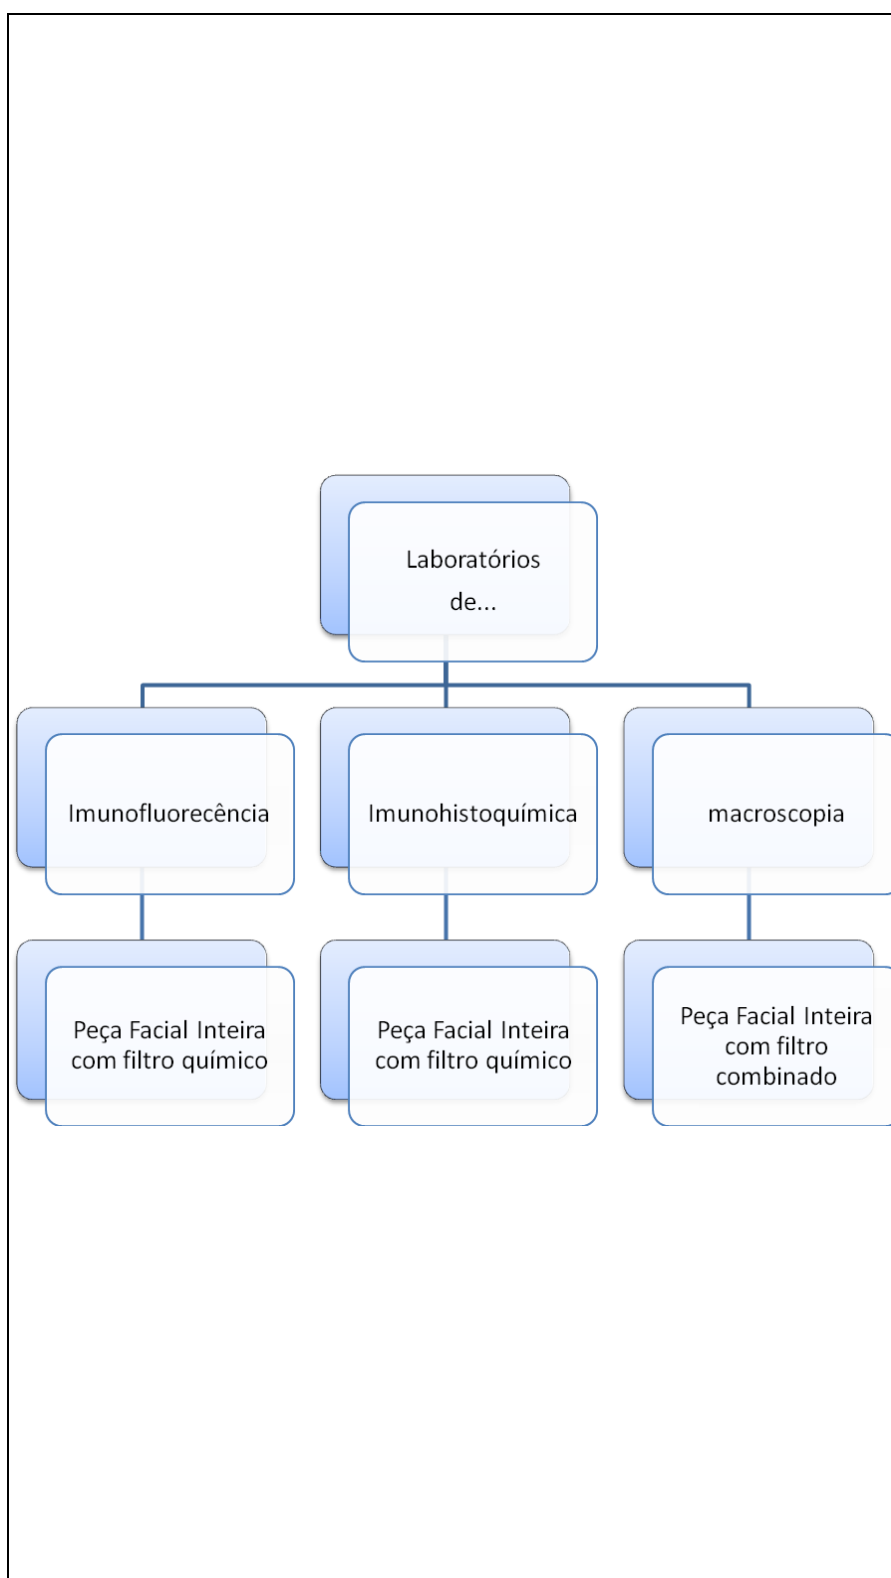 Laboratórios
de...
Imunofluorecência
Imunohistoquímica
macroscopia
Peça Facial Inteira
com filtro químico
Peça Facial Inteira
com filtro químico
Peça Facial Inteira
com filtro
combinado